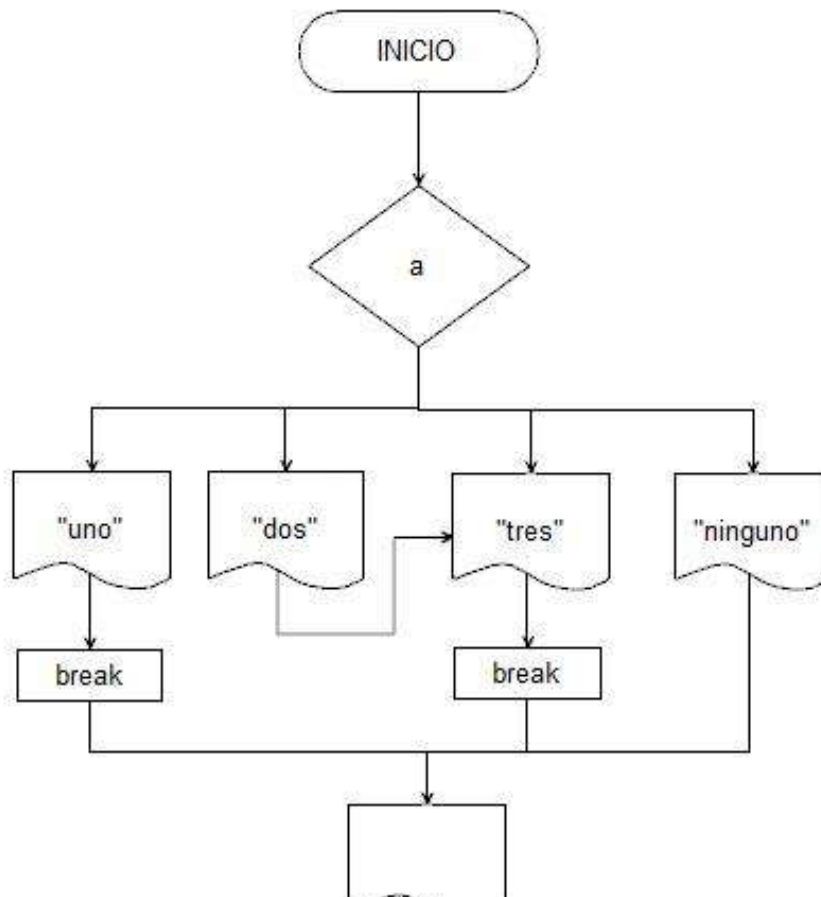 INICIO
a
"uno"
"dos"
"tres"
"ninguno"
break
break